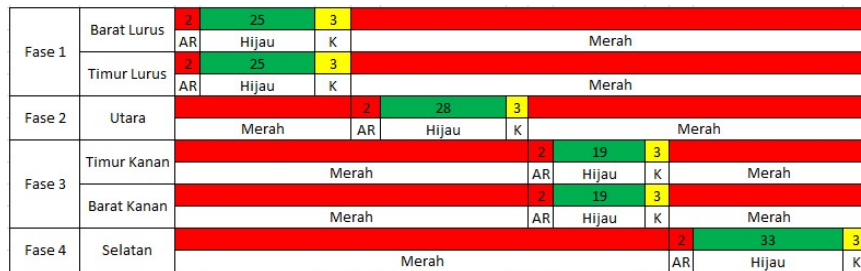 Fase 1
Barat Lurus
2 25 3
AR Hijau K Merah
Timur Lurus
2 25 3
AR Hijau K Merah
Fase 2
Utara
2 28 3
Merah AR Hijau K Merah
Fase 3
Timur Kanan
2 19 3
Merah AR Hijau K Merah
Barat Kanan
2 19 3
Merah AR Hijau K Merah
Fase 4
Selatan
2 33 3
Merah AR Hijau K